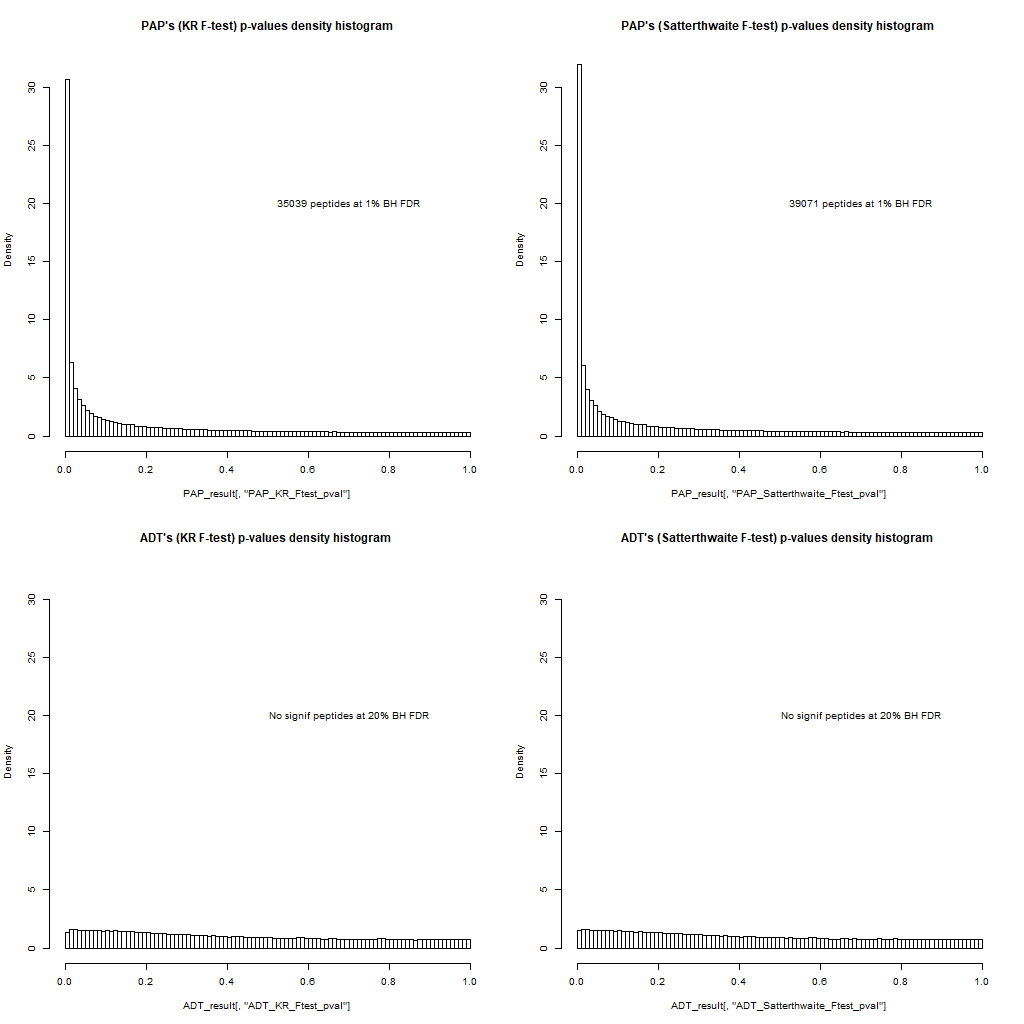 PAP's (KR F-test) p-values density histogram
30
25
20
15
10
5
0
Density
35039 peptides at 1% BH FDR
0.0 0.2 0.4 0.6 0.8 1.0
PAP_result[, "PAP_KR_Ftest_pval"]
PAP's (Satterthwaite F-test) p-values density histogram
30
25
20
15
10
5
0
Density
39071 peptides at 1% BH FDR
0.0 0.2 0.4 0.6 0.8 1.0
PAP_result[, "PAP_Satterthwaite_Ftest_pval"]
ADT's (KR F-test) p-values density histogram
30
25
20
15
10
5
0
Density
No signif peptides at 20% BH FDR
0.0 0.2 0.4 0.6 0.8 1.0
ADT_result[, "ADT_KR_Ftest_pval"]
ADT's (Satterthwaite F-test) p-values density histogram
30
25
20
15
10
5
0
Density
No signif peptides at 20% BH FDR
0.0 0.2 0.4 0.6 0.8 1.0
ADT_result[, "ADT_Satterthwaite_Ftest_pval"]